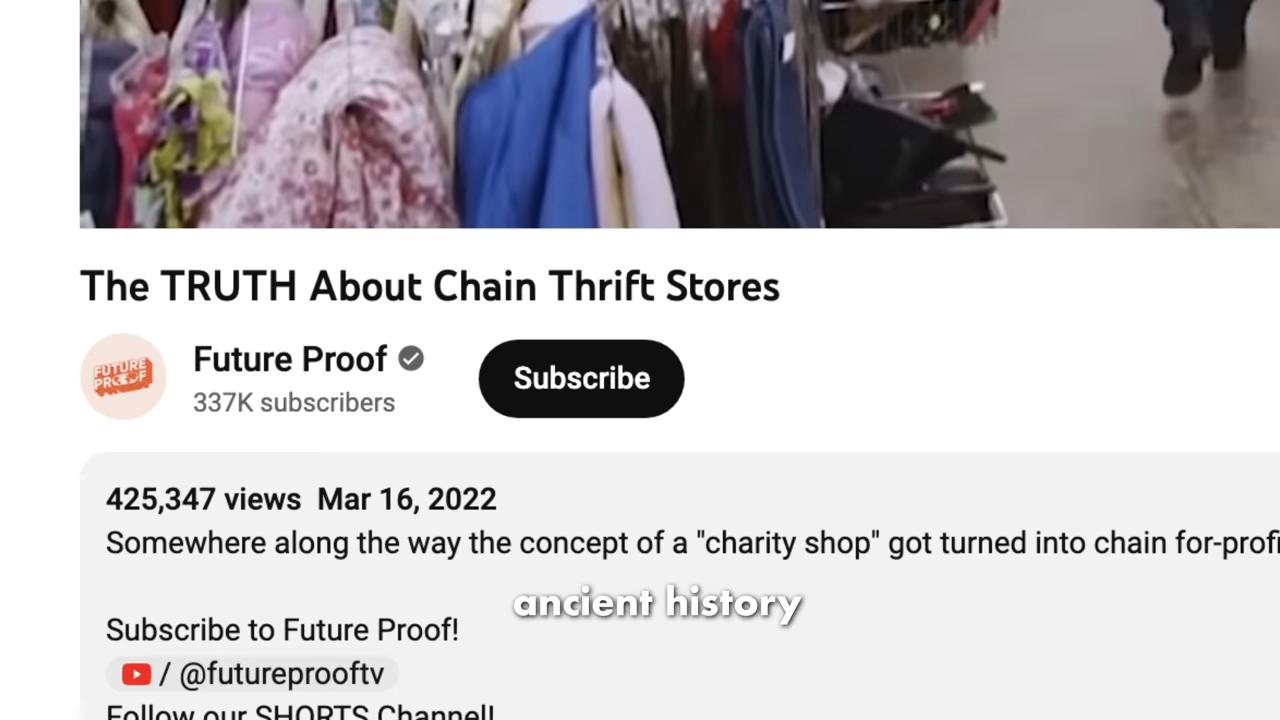 The TRUTH About Chain Thrift Stores
FUTURE
PROOF
Future Proof
Subscribe
337K subscribers
425,347 views Mar 16, 2022
Somewhere along the way the concept of a "charity shop" got turned into chain for-profi
ancient history
Subscribe to Future Proof!
/ @futureprooftv
Follow our SHORTS Channel!